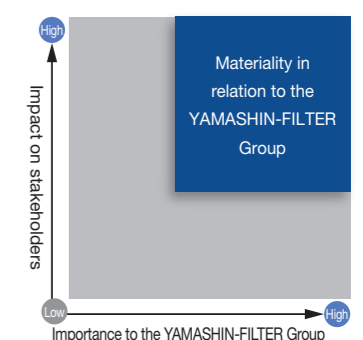 High
Materiality in
relation to the
YAMASHIN-FILTER
Group
Impact on stakeholders
Low
High
Importance to the YAMASHIN-FILTER Group